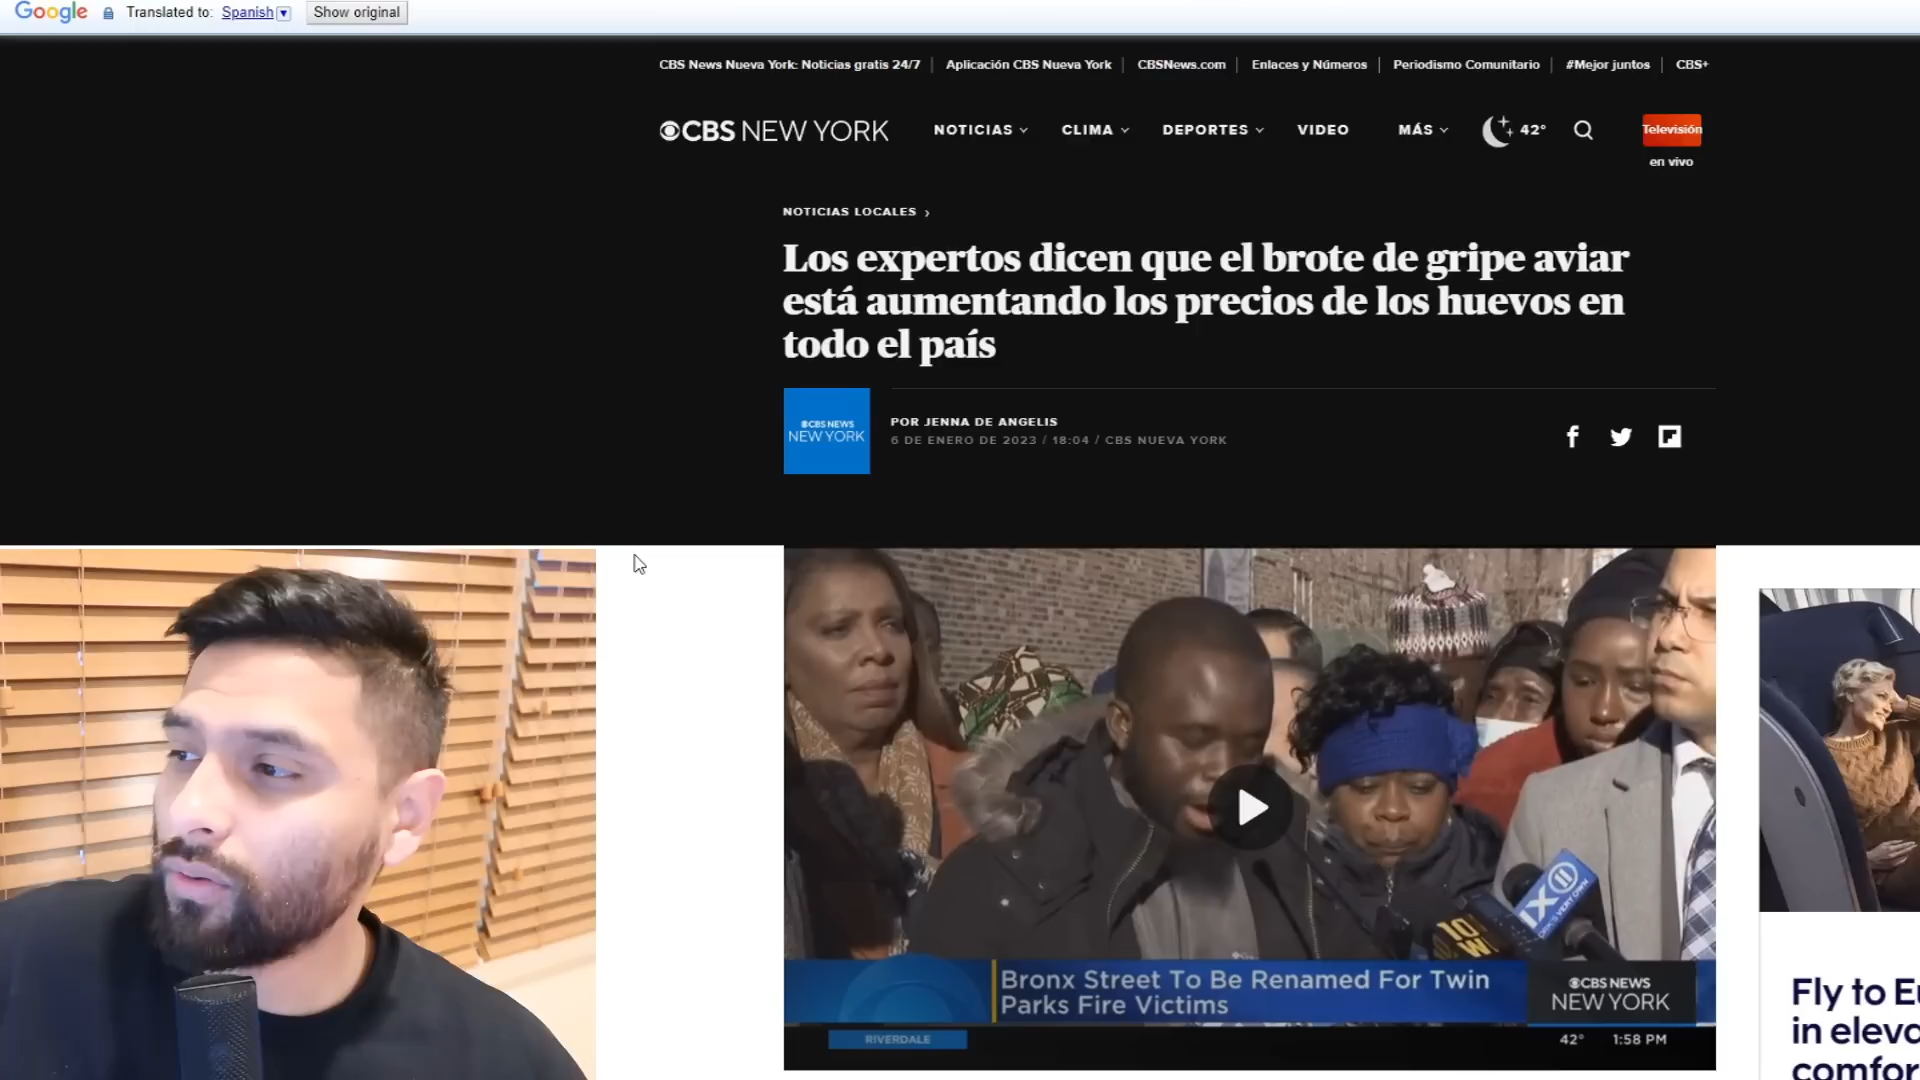 Google Translated to: Spanish Show original
CBS News Nueva York: Noticias gratis 24/7 Aplicación CBS Nueva York CBSNews.com Enlaces y Números Periodismo Comunitario #Mejor juntos CBS+
CBS NEW YORK NOTICIAS CLIMA DEPORTES VIDEO MÁS 42° Televisión
en vivo
NOTICIAS LOCALES ›
Los expertos dicen que el brote de gripe aviar
está aumentando los precios de los huevos en
todo el país
CBS NEWS
NEW YORK
POR JENNA DE ANGELIS
6 DE ENERO DE 2023 / 18:04 / CBS NUEVA YORK
IX 11
10
W
Bronx Street To Be Renamed For Twin
Parks Fire Victims
CBS NEWS
NEW YORK
RIVERDALE
42° 1:58 PM
Fly to
in